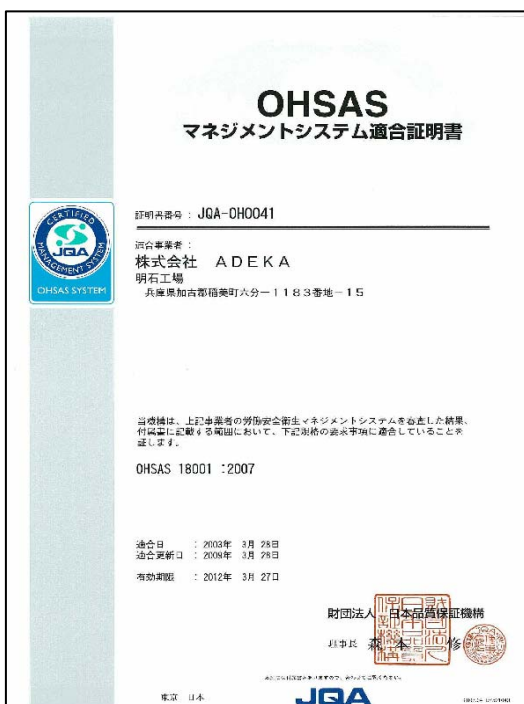 OHSAS
マネジメントシステム適合証明書
証明書番号 : JQA-OH0041
CERTIFIED
JQA
MANAGEMENT SYSTEM
OHSAS SYSTEM
適合事業者 :
株式会社 ADEKA
明石工場
兵庫県加古郡稲美町六分一1183番地-15
当機構は、上記事業者の労働安全衛生マネジメントシステムを審査した結果、
付属書に記載する範囲において、下記規格の要求事項に適合していることを
証します。
OHSAS 18001 :2007
適合日 : 2003年 3月 28日
適合更新日 : 2009年 3月 28日
有効期限 : 2012年 3月 27日
財団法人 日本品質保証機構
理事長 森本 修
東京 日本
JQA